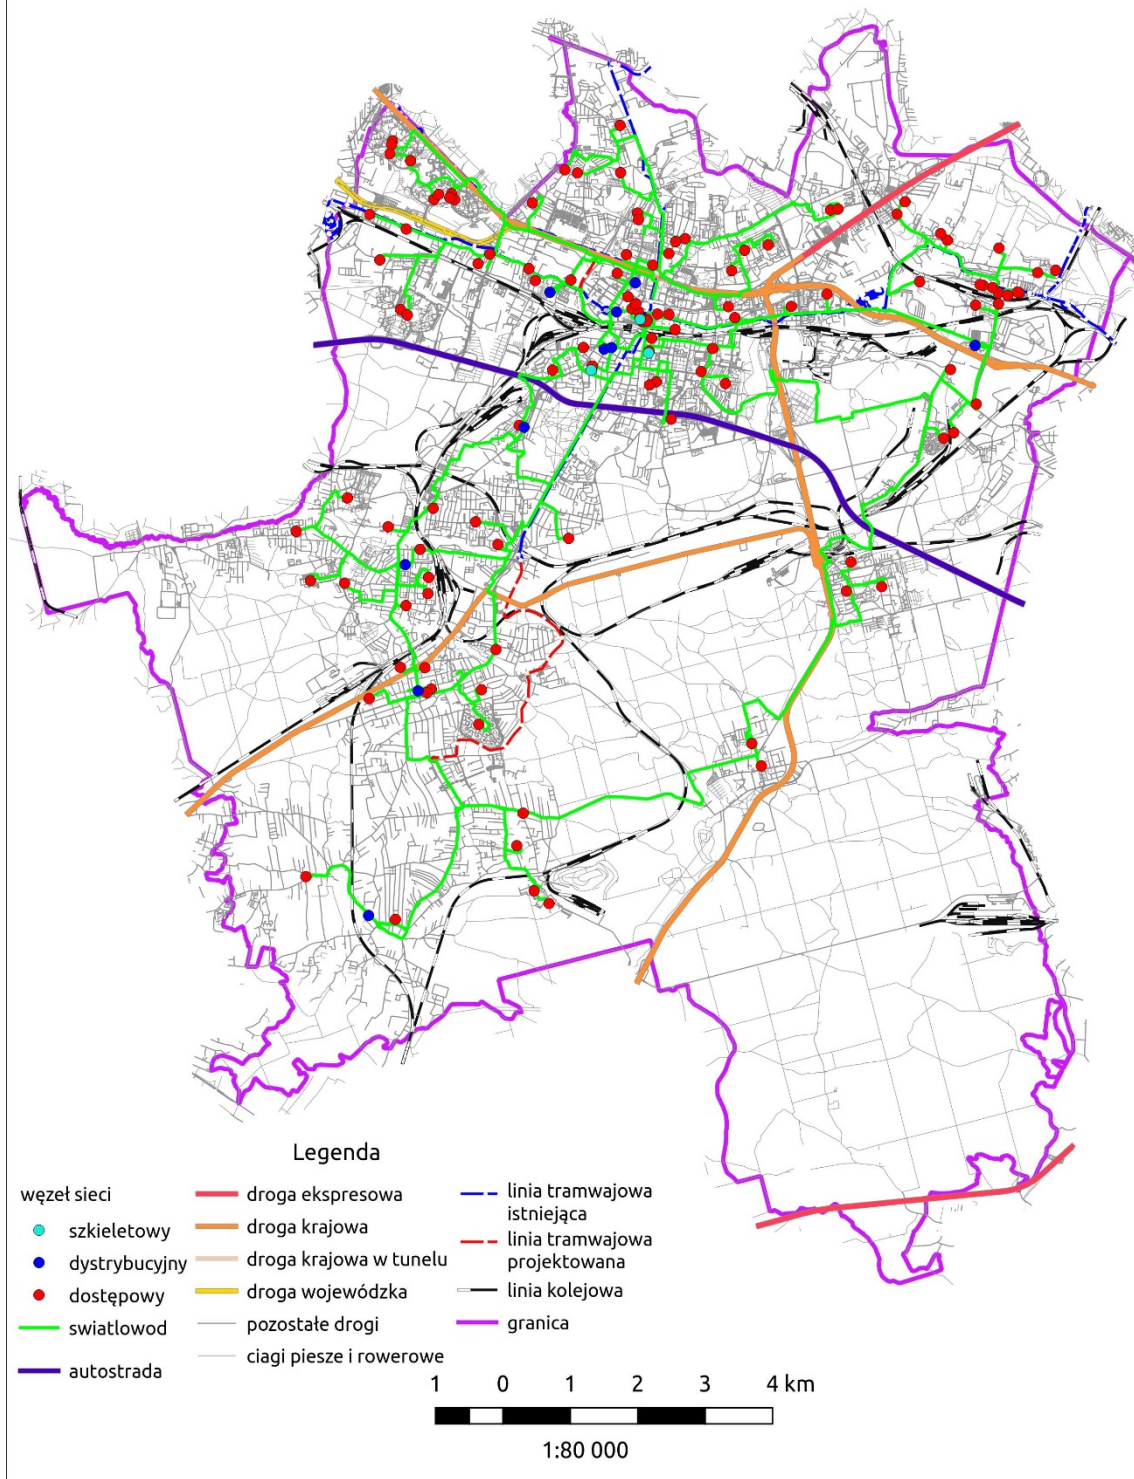 Legenda
węzeł sieci
szkieletowy
dystrybucyjny
dostępowy
swiatlowod
autostrada
droga ekspresowa
droga krajowa
droga krajowa w tunelu
droga wojewódzka
pozostałe drogi
ciagi piesze i rowerowe
linia tramwajowa
istniejąca
linia tramwajowa
projektowana
linia kolejowa
granica
1 0 1 2 3 4 km
1:80 000